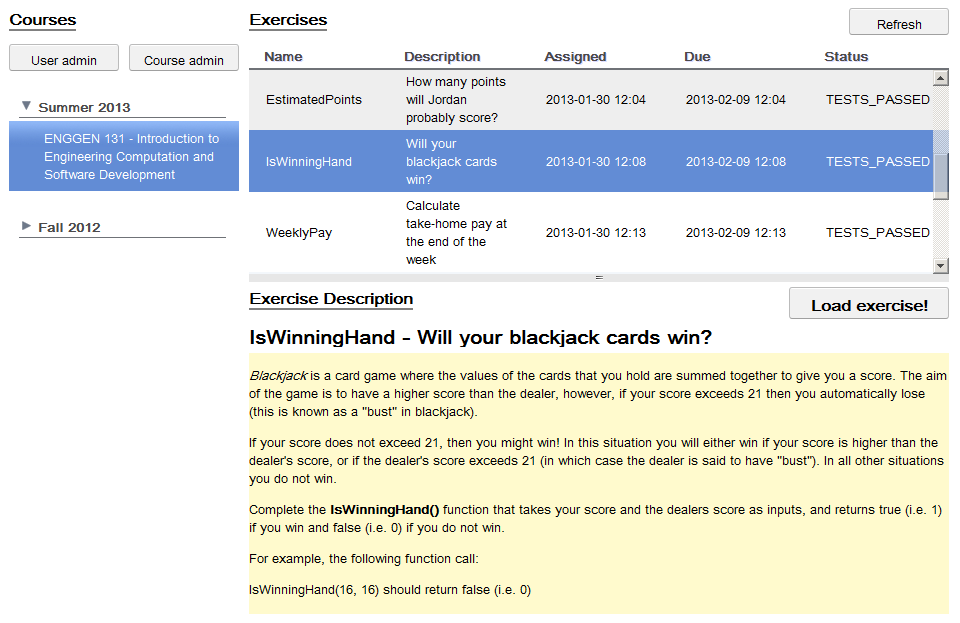 Courses
User admin
Course admin
Summer 2013
ENGGEN 131 - Introduction to
Engineering Computation and
Software Development
Fall 2012
Exercises
Refresh
Name Description Assigned Due Status
How many points
EstimatedPoints will Jordan 2013-01-30 12:04 2013-02-09 12:04 TESTS_PASSED
probably score?
Will your
IsWinningHand blackjack cards 2013-01-30 12:08 2013-02-09 12:08 TESTS_PASSED
win?
Calculate
take-home pay at
WeeklyPay 2013-01-30 12:13 2013-02-09 12:13 TESTS_PASSED
the end of the
week
Exercise Description
Load exercise!
IsWinningHand - Will your blackjack cards win?
Blackjack is a card game where the values of the cards that you hold are summed together to give you a score. The aim
of the game is to have a higher score than the dealer, however, if your score exceeds 21 then you automatically lose
(this is known as a "bust" in blackjack).
If your score does not exceed 21, then you might win! In this situation you will either win if your score is higher than the
dealer's score, or if the dealer's score exceeds 21 (in which case the dealer is said to have "bust"). In all other situations
you do not win.
Complete the IsWinningHand() function that takes your score and the dealers score as inputs, and returns true (i.e. 1)
if you win and false (i.e. 0) if you do not win.
For example, the following function call:
IsWinningHand(16, 16) should return false (i.e. 0)